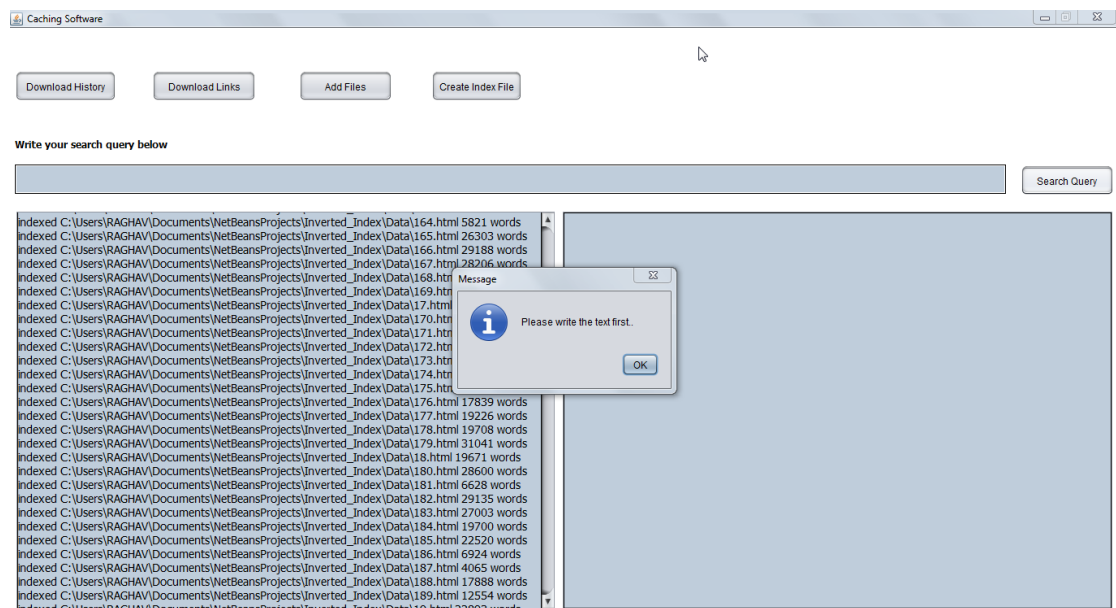 Caching Software
Download History
Download Links
Add Files
Create Index File
Write your search query below
Search Query
indexed C:\Users\RAGHAV\Documents\NetBeansProjects\Inverted_Index\Data\164.html 5821 words
indexed C:\Users\RAGHAV\Documents\NetBeansProjects\Inverted_Index\Data\165.html 26303 words
indexed C:\Users\RAGHAV\Documents\NetBeansProjects\Inverted_Index\Data\166.html 29188 words
indexed C:\Users\RAGHAV\Documents\NetBeansProjects\Inverted_Index\Data\167.html 28206 words
indexed C:\Users\RAGHAV\Documents\NetBeansProjects\Inverted_Index\Data\168.htm
indexed C:\Users\RAGHAV\Documents\NetBeansProjects\Inverted_Index\Data\169.htm
indexed C:\Users\RAGHAV\Documents\NetBeansProjects\Inverted_Index\Data\17.html
indexed C:\Users\RAGHAV\Documents\NetBeansProjects\Inverted_Index\Data\170.htm
indexed C:\Users\RAGHAV\Documents\NetBeansProjects\Inverted_Index\Data\171.htm
indexed C:\Users\RAGHAV\Documents\NetBeansProjects\Inverted_Index\Data\172.htm
indexed C:\Users\RAGHAV\Documents\NetBeansProjects\Inverted_Index\Data\173.htm
indexed C:\Users\RAGHAV\Documents\NetBeansProjects\Inverted_Index\Data\174.htm
indexed C:\Users\RAGHAV\Documents\NetBeansProjects\Inverted_Index\Data\175.htm
indexed C:\Users\RAGHAV\Documents\NetBeansProjects\Inverted_Index\Data\176.html 17839 words
indexed C:\Users\RAGHAV\Documents\NetBeansProjects\Inverted_Index\Data\177.html 19226 words
indexed C:\Users\RAGHAV\Documents\NetBeansProjects\Inverted_Index\Data\178.html 19708 words
indexed C:\Users\RAGHAV\Documents\NetBeansProjects\Inverted_Index\Data\179.html 31041 words
indexed C:\Users\RAGHAV\Documents\NetBeansProjects\Inverted_Index\Data\18.html 19671 words
indexed C:\Users\RAGHAV\Documents\NetBeansProjects\Inverted_Index\Data\180.html 28600 words
indexed C:\Users\RAGHAV\Documents\NetBeansProjects\Inverted_Index\Data\181.html 6628 words
indexed C:\Users\RAGHAV\Documents\NetBeansProjects\Inverted_Index\Data\182.html 29135 words
indexed C:\Users\RAGHAV\Documents\NetBeansProjects\Inverted_Index\Data\183.html 27003 words
indexed C:\Users\RAGHAV\Documents\NetBeansProjects\Inverted_Index\Data\184.html 19700 words
indexed C:\Users\RAGHAV\Documents\NetBeansProjects\Inverted_Index\Data\185.html 22520 words
indexed C:\Users\RAGHAV\Documents\NetBeansProjects\Inverted_Index\Data\186.html 6924 words
indexed C:\Users\RAGHAV\Documents\NetBeansProjects\Inverted_Index\Data\187.html 4065 words
indexed C:\Users\RAGHAV\Documents\NetBeansProjects\Inverted_Index\Data\188.html 17888 words
indexed C:\Users\RAGHAV\Documents\NetBeansProjects\Inverted_Index\Data\189.html 12554 words
Message
Please write the text first..
OK